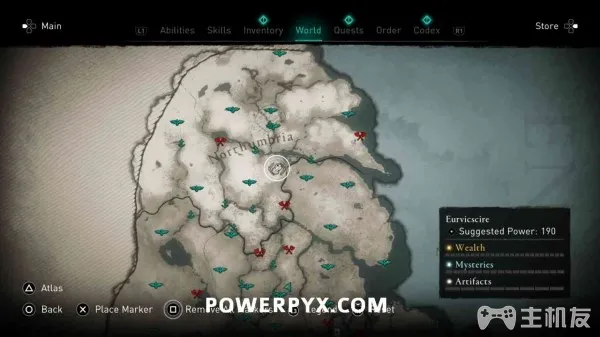 Main
L1 Abilities Skills Inventory World Quests Order Codex R1
Store
Northumbria
Eurvicscire
Suggested Power: 190
Wealth
Mysteries
Artifacts
Atlas
Back Place Marker
POWERPYX.COM
主机友